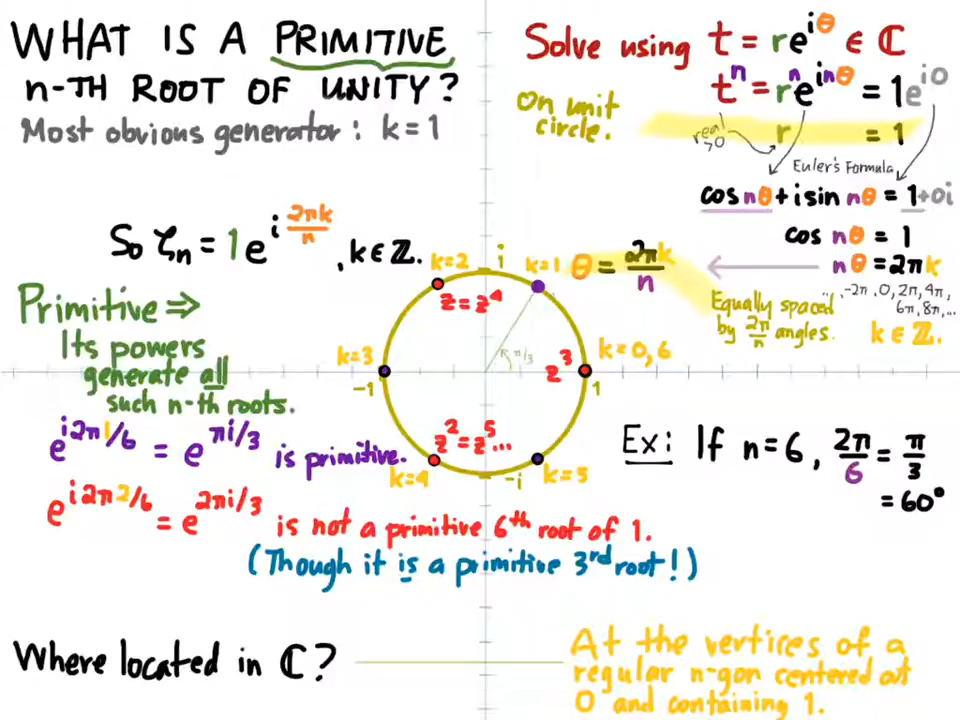 WHAT IS A PRIMITIVE
n-TH ROOT OF UNITY?
Most obvious generator: k=1
Solve using t = re^{iθ} ∈ ℂ
t^n = r^n e^{inθ} = 1e^{i0}
On unit
circle.
r = 1
real
>0
Euler's Formula
cos nθ + i sin nθ = 1+0i
cos nθ = 1
nθ = 2πk
..., -2π, 0, 2π, 4π,
6π, 8π,...
k ∈ ℤ.
So ζₙ = 1e^{i 2πk/n}, k ∈ ℤ.
θ = 2πk/n
Equally spaced
by 2π/n
angles.
Primitive ⇒
Its powers
generate all
such n-th roots.
k=2
i
k=1
z=z⁴
π/3
k=3
-1
z³
k=0,6
1
z²=z⁵...
k=4
-i
k=5
e^{i2π1/6} = e^{πi/3} is primitive.
Ex: If n=6, 2π/6 = π/3
= 60°
e^{i2π2/6} = e^{2πi/3} is not a primitive 6th root of 1.
(Though it is a primitive 3rd root!)
Where located in ℂ?
At the vertices of a
regular n-gon centered at
0 and containing 1.